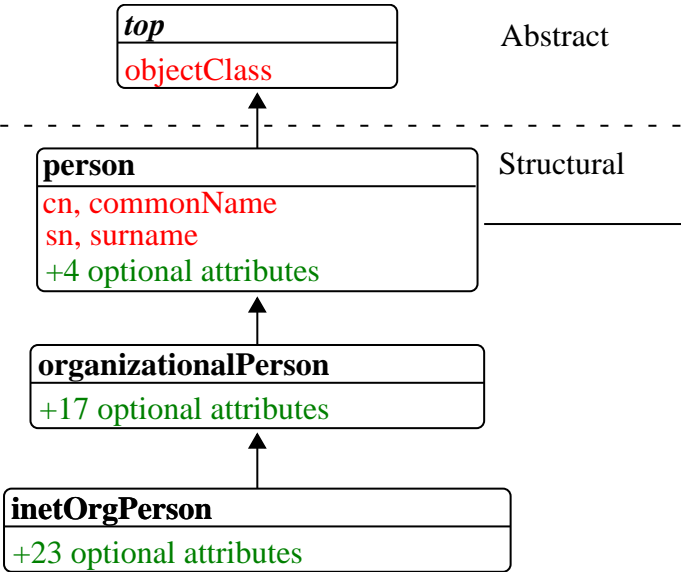 top
Abstract
objectClass
person
Structural
cn, commonName
sn, surname
+4 optional attributes
organizationalPerson
+17 optional attributes
inetOrgPerson
+23 optional attributes